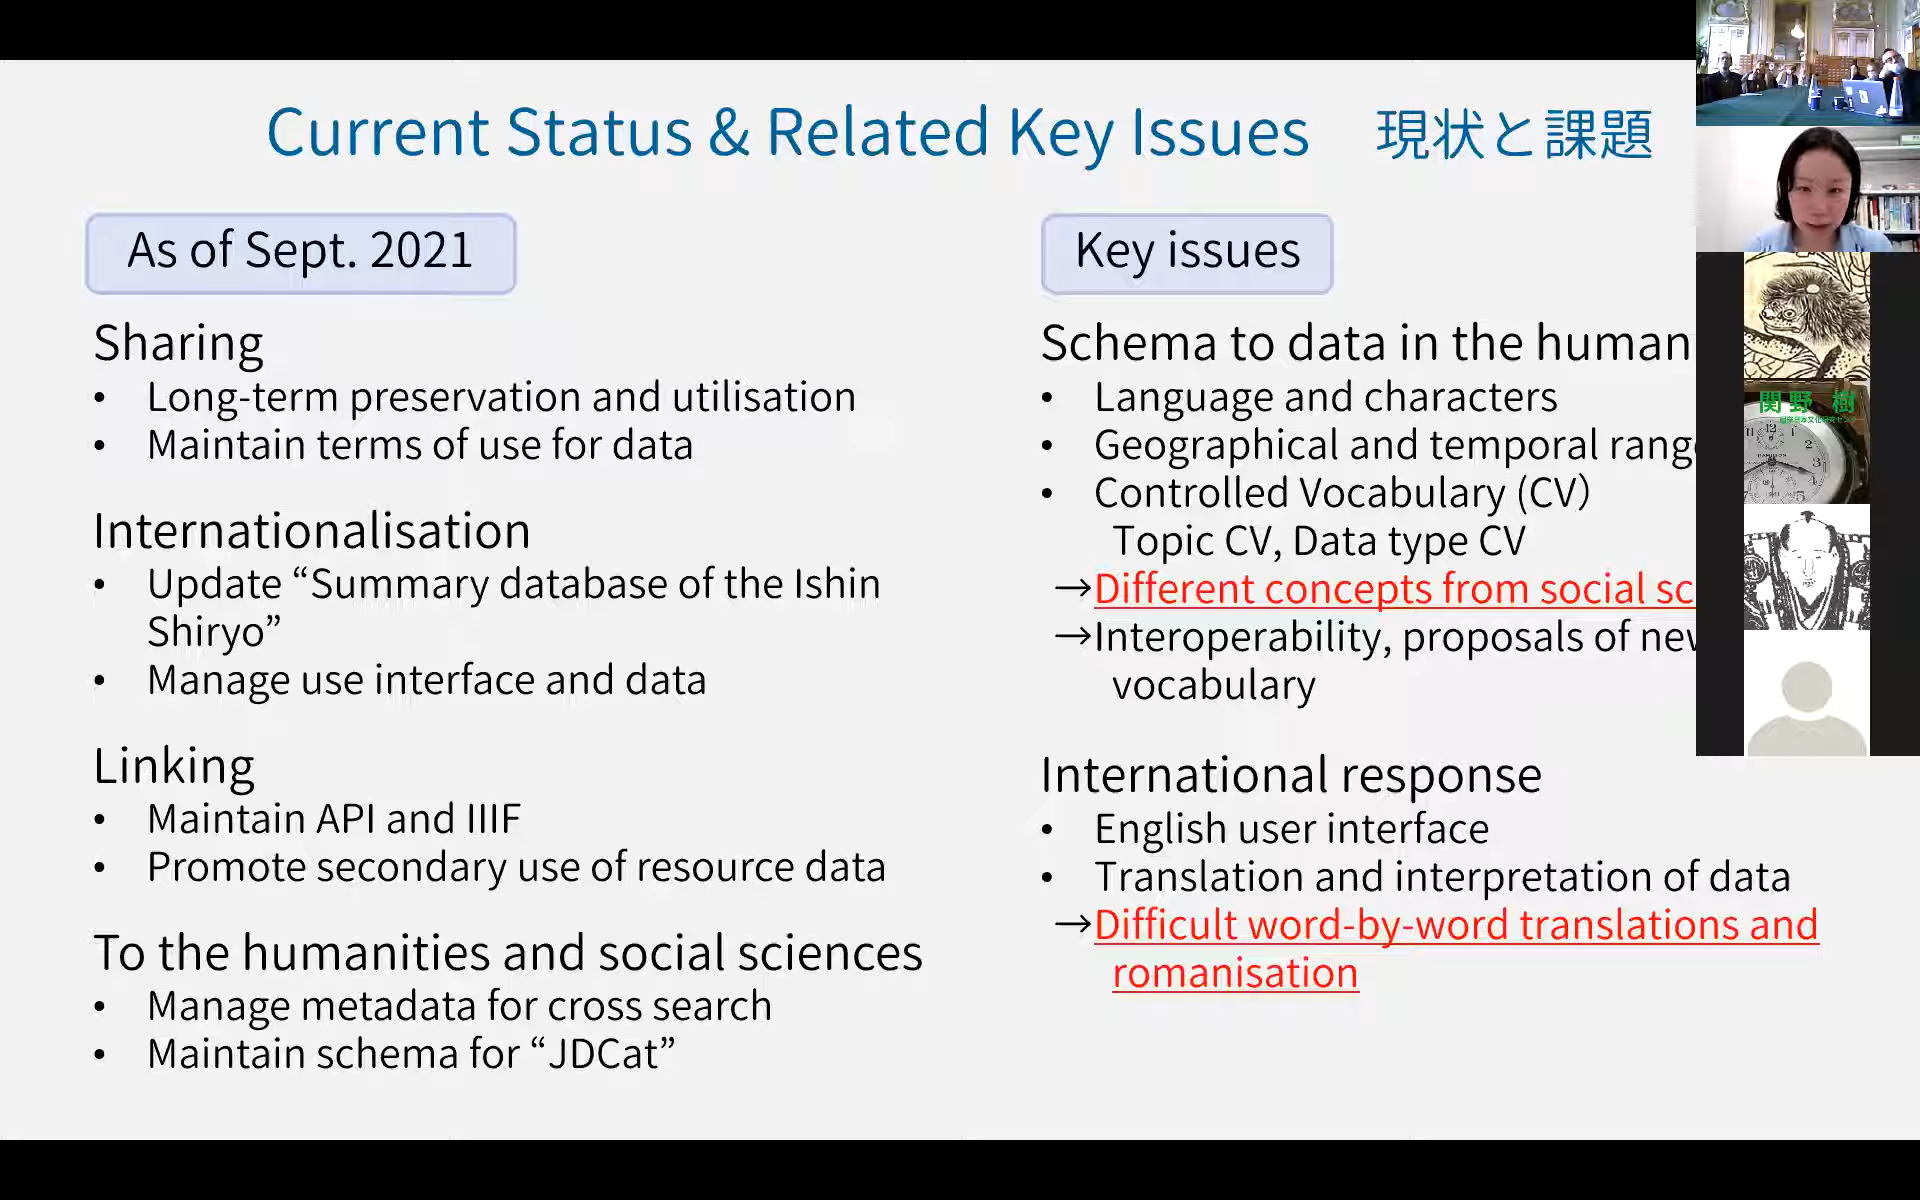 Current Status & Related Key Issues 現状と課題
As of Sept. 2021
Sharing
• Long-term preservation and utilisation
• Maintain terms of use for data
Internationalisation
• Update “Summary database of the Ishin
Shiryo”
• Manage use interface and data
Linking
• Maintain API and IIIF
• Promote secondary use of resource data
To the humanities and social sciences
• Manage metadata for cross search
• Maintain schema for “JDCat”
Key issues
Schema to data in the human
• Language and characters
• Geographical and temporal rang
• Controlled Vocabulary (CV)
Topic CV, Data type CV
→Different concepts from social sc
→Interoperability, proposals of new
vocabulary
International response
• English user interface
• Translation and interpretation of data
→Difficult word-by-word translations and
romanisation
関野 樹